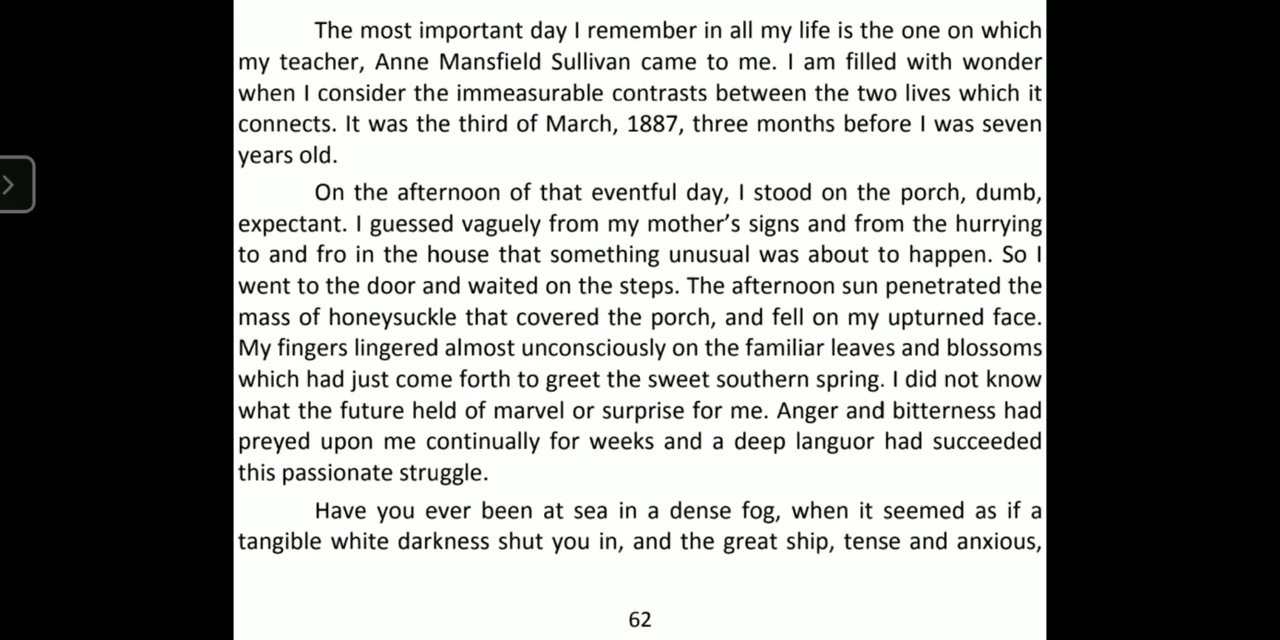 The most important day I remember in all my life is the one on which
my teacher, Anne Mansfield Sullivan came to me. I am filled with wonder
when I consider the immeasurable contrasts between the two lives which it
connects. It was the third of March, 1887, three months before I was seven
years old.
On the afternoon of that eventful day, I stood on the porch, dumb,
expectant. I guessed vaguely from my mother’s signs and from the hurrying
to and fro in the house that something unusual was about to happen. So I
went to the door and waited on the steps. The afternoon sun penetrated the
mass of honeysuckle that covered the porch, and fell on my upturned face.
My fingers lingered almost unconsciously on the familiar leaves and blossoms
which had just come forth to greet the sweet southern spring. I did not know
what the future held of marvel or surprise for me. Anger and bitterness had
preyed upon me continually for weeks and a deep languor had succeeded
this passionate struggle.
Have you ever been at sea in a dense fog, when it seemed as if a
tangible white darkness shut you in, and the great ship, tense and anxious,
62